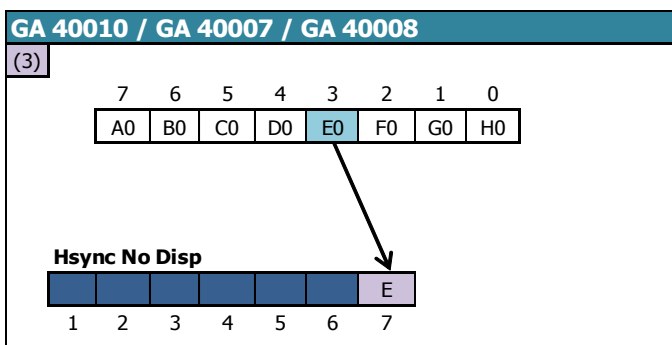 GA 40010 / GA 40007 / GA 40008
(3)
7 6 5 4 3 2 1 0
A0 B0 C0 D0 E0 F0 G0 H0
Hsync No Disp
E
1 2 3 4 5 6 7